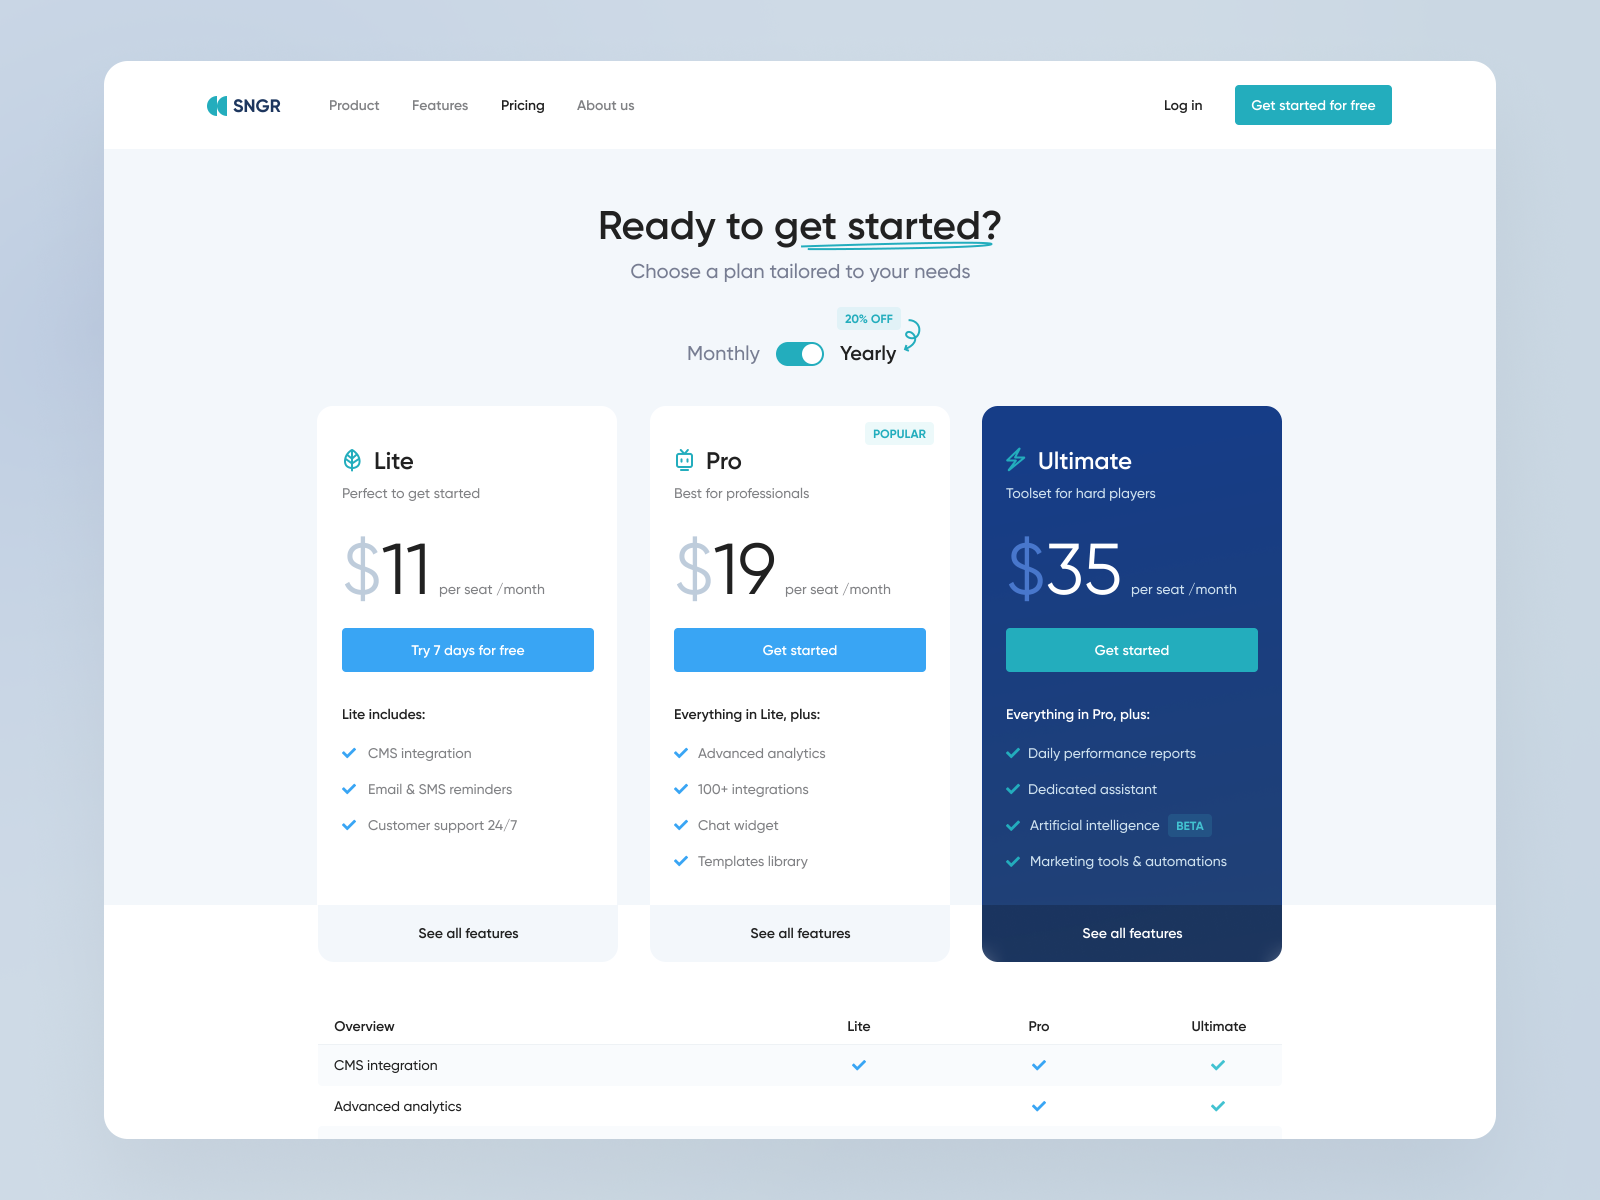 SNGR
Product Features Pricing About us
Log in
Get started for free
Ready to get started?
Choose a plan tailored to your needs
20% OFF
Monthly Yearly
Lite
Perfect to get started
$11 per seat /month
Try 7 days for free
Lite includes:
CMS integration
Email & SMS reminders
Customer support 24/7
See all features
POPULAR
Pro
Best for professionals
$19 per seat /month
Get started
Everything in Lite, plus:
Advanced analytics
100+ integrations
Chat widget
Templates library
See all features
Ultimate
Toolset for hard players
$35 per seat /month
Get started
Everything in Pro, plus:
Daily performance reports
Dedicated assistant
Artificial intelligence BETA
Marketing tools & automations
See all features
Overview Lite Pro Ultimate
CMS integration
Advanced analytics